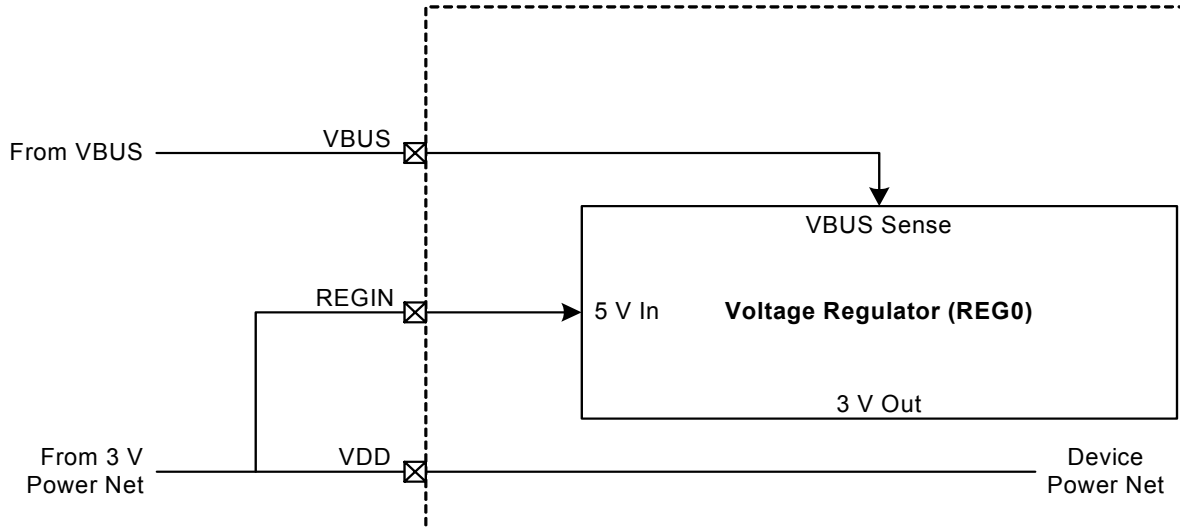 From VBUS
VBUS
VBUS Sense
REGIN
5 V In
Voltage Regulator (REG0)
3 V Out
From 3 V
Power Net
VDD
Device
Power Net